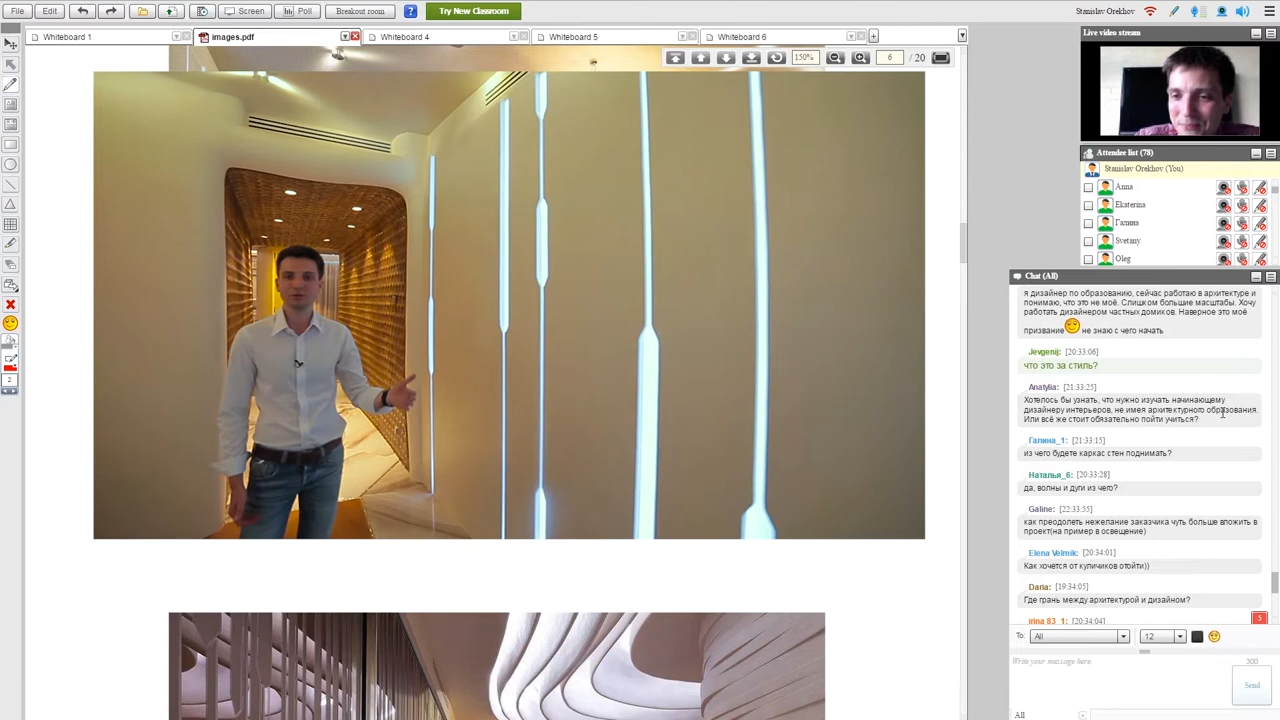 File
Edit
Screen
Poll
Breakout room
?
Try New Classroom
Stanislav Orekhov
Whiteboard 1
images.pdf
Whiteboard 4
Whiteboard 5
Whiteboard 6
150%
6
/ 20
Live video stream
Attendee list (78)
Stanislav Orekhov (You)
Anna
Ekaterina
Галина
Svetany
Oleg
Chat (All)
я дизайнер по образованию, сейчас работаю в архитектуре и
понимаю, что это не моё. Слишком большие масштабы. Хочу
работать дизайнером частных домиков. Наверное это моё
призвание не знаю с чего начать
Jevgenij: [20:33:06]
что это за стиль?
Anatylia: [21:33:25]
Хотелось бы узнать, что нужно изучать начинающему
дизайнеру интерьеров, не имея архитектурного образования.
Или всё же стоит обязательно пойти учиться?
Галина_1: [21:33:15]
из чего будете каркас стен поднимать?
Наталья_6: [20:33:28]
да, волны и дуги из чего?
Galine: [22:33:55]
как преодолеть нежелание заказчика чуть больше вложить в
проект(на пример в освещение)
Elena Velmik: [20:34:01]
Как хочется от куличиков отойти))
Daria: [19:34:05]
Где грань между архитектурой и дизайном?
irina 83_1: [20:34:04]
5
To:
All
12
Write your message here.
300
Send
All
2